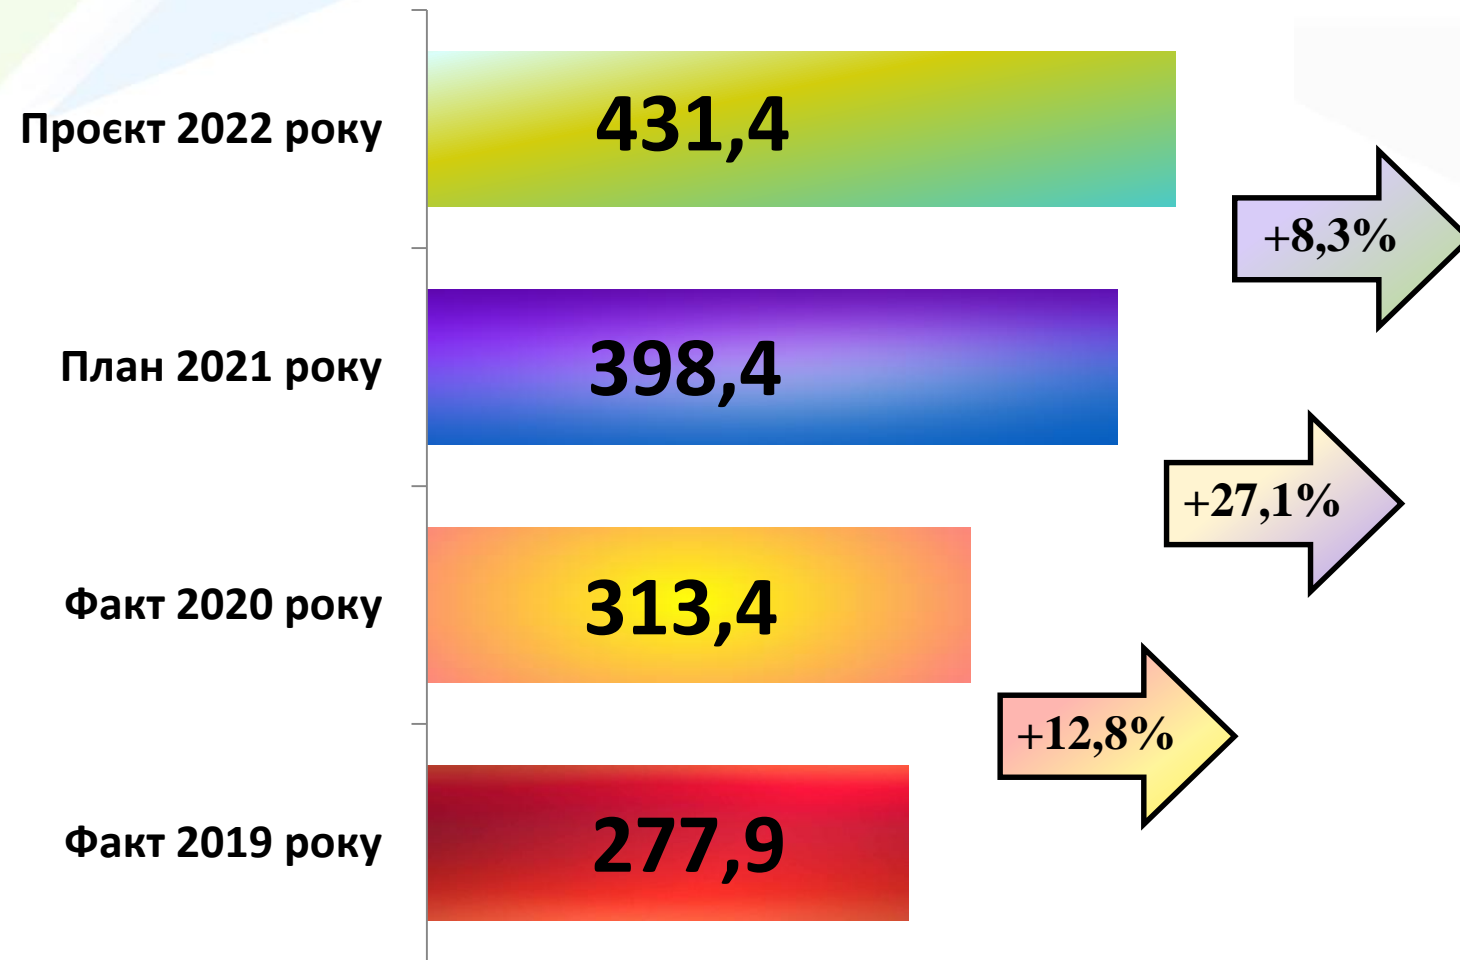 Проєкт 2022 року
431,4
+8,3%
План 2021 року
398,4
+27,1%
Факт 2020 року
313,4
+12,8%
Факт 2019 року
277,9